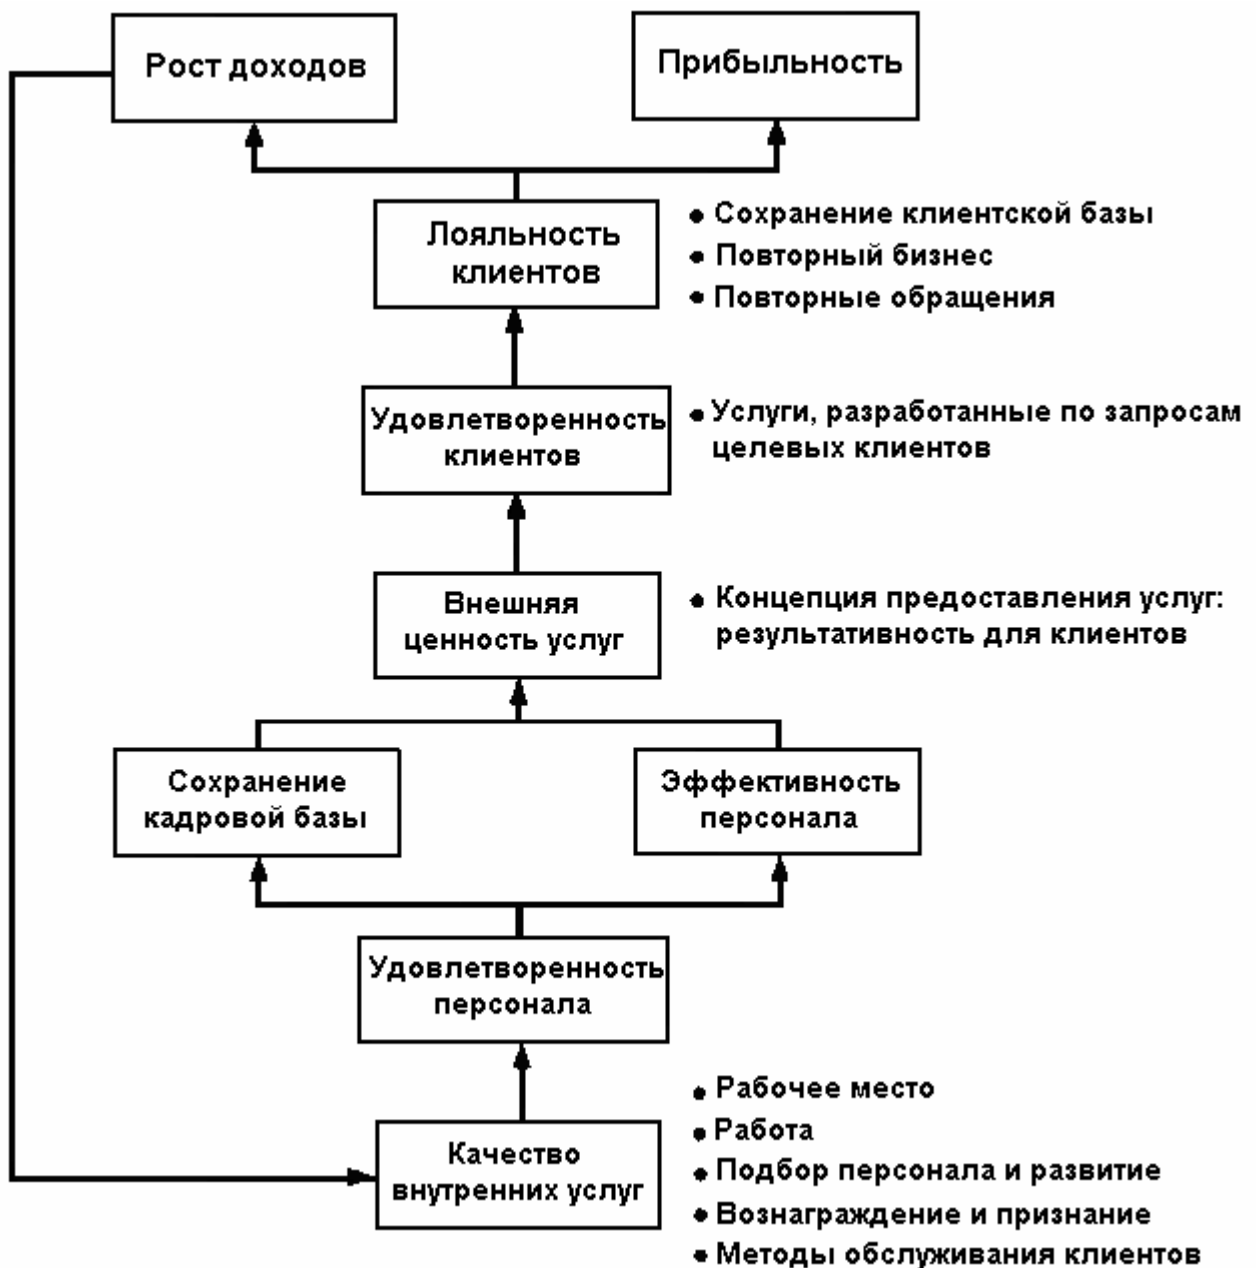 Рост доходов
Прибыльность
Лояльность
клиентов
• Сохранение клиентской базы
• Повторный бизнес
• Повторные обращения
Удовлетворенность
клиентов
• Услуги, разработанные по запросам
целевых клиентов
Внешняя
ценность услуг
• Концепция предоставления услуг:
результативность для клиентов
Сохранение
кадровой базы
Эффективность
персонала
Удовлетворенность
персонала
Качество
внутренних услуг
• Рабочее место
• Работа
• Подбор персонала и развитие
• Вознаграждение и признание
• Методы обслуживания клиентов